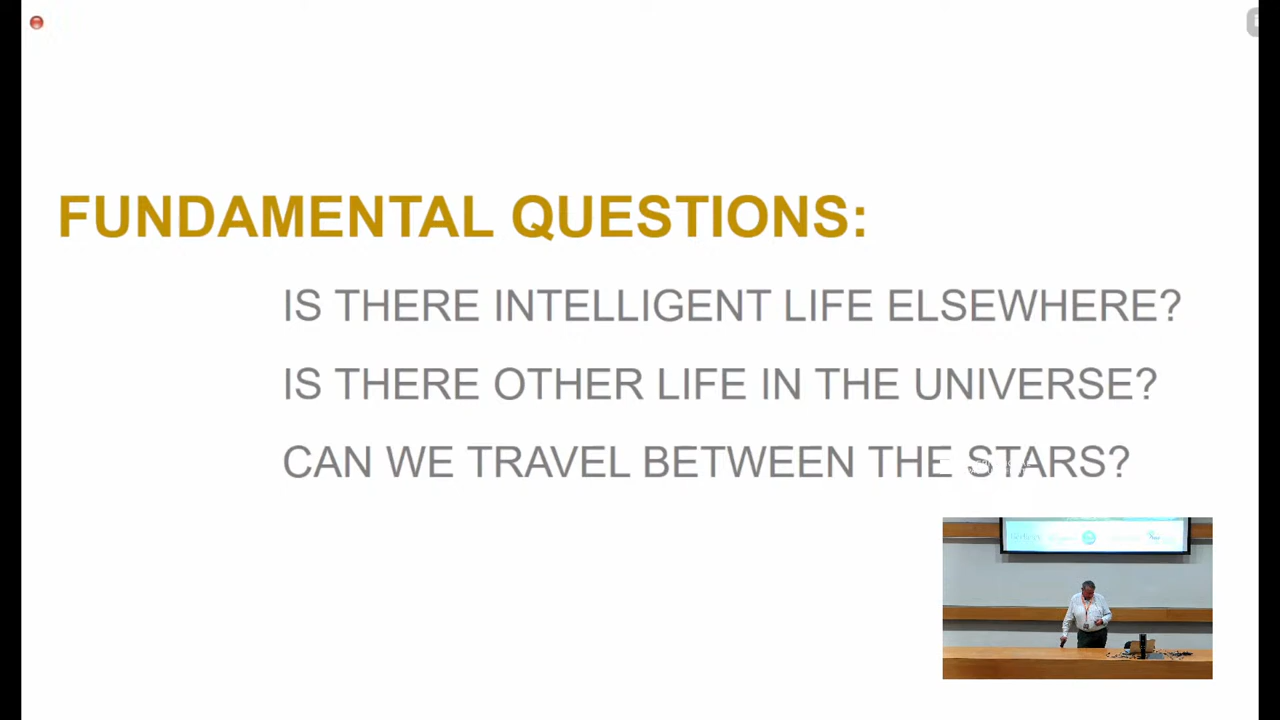 FUNDAMENTAL QUESTIONS:
IS THERE INTELLIGENT LIFE ELSEWHERE?
IS THERE OTHER LIFE IN THE UNIVERSE?
CAN WE TRAVEL BETWEEN THE STARS?